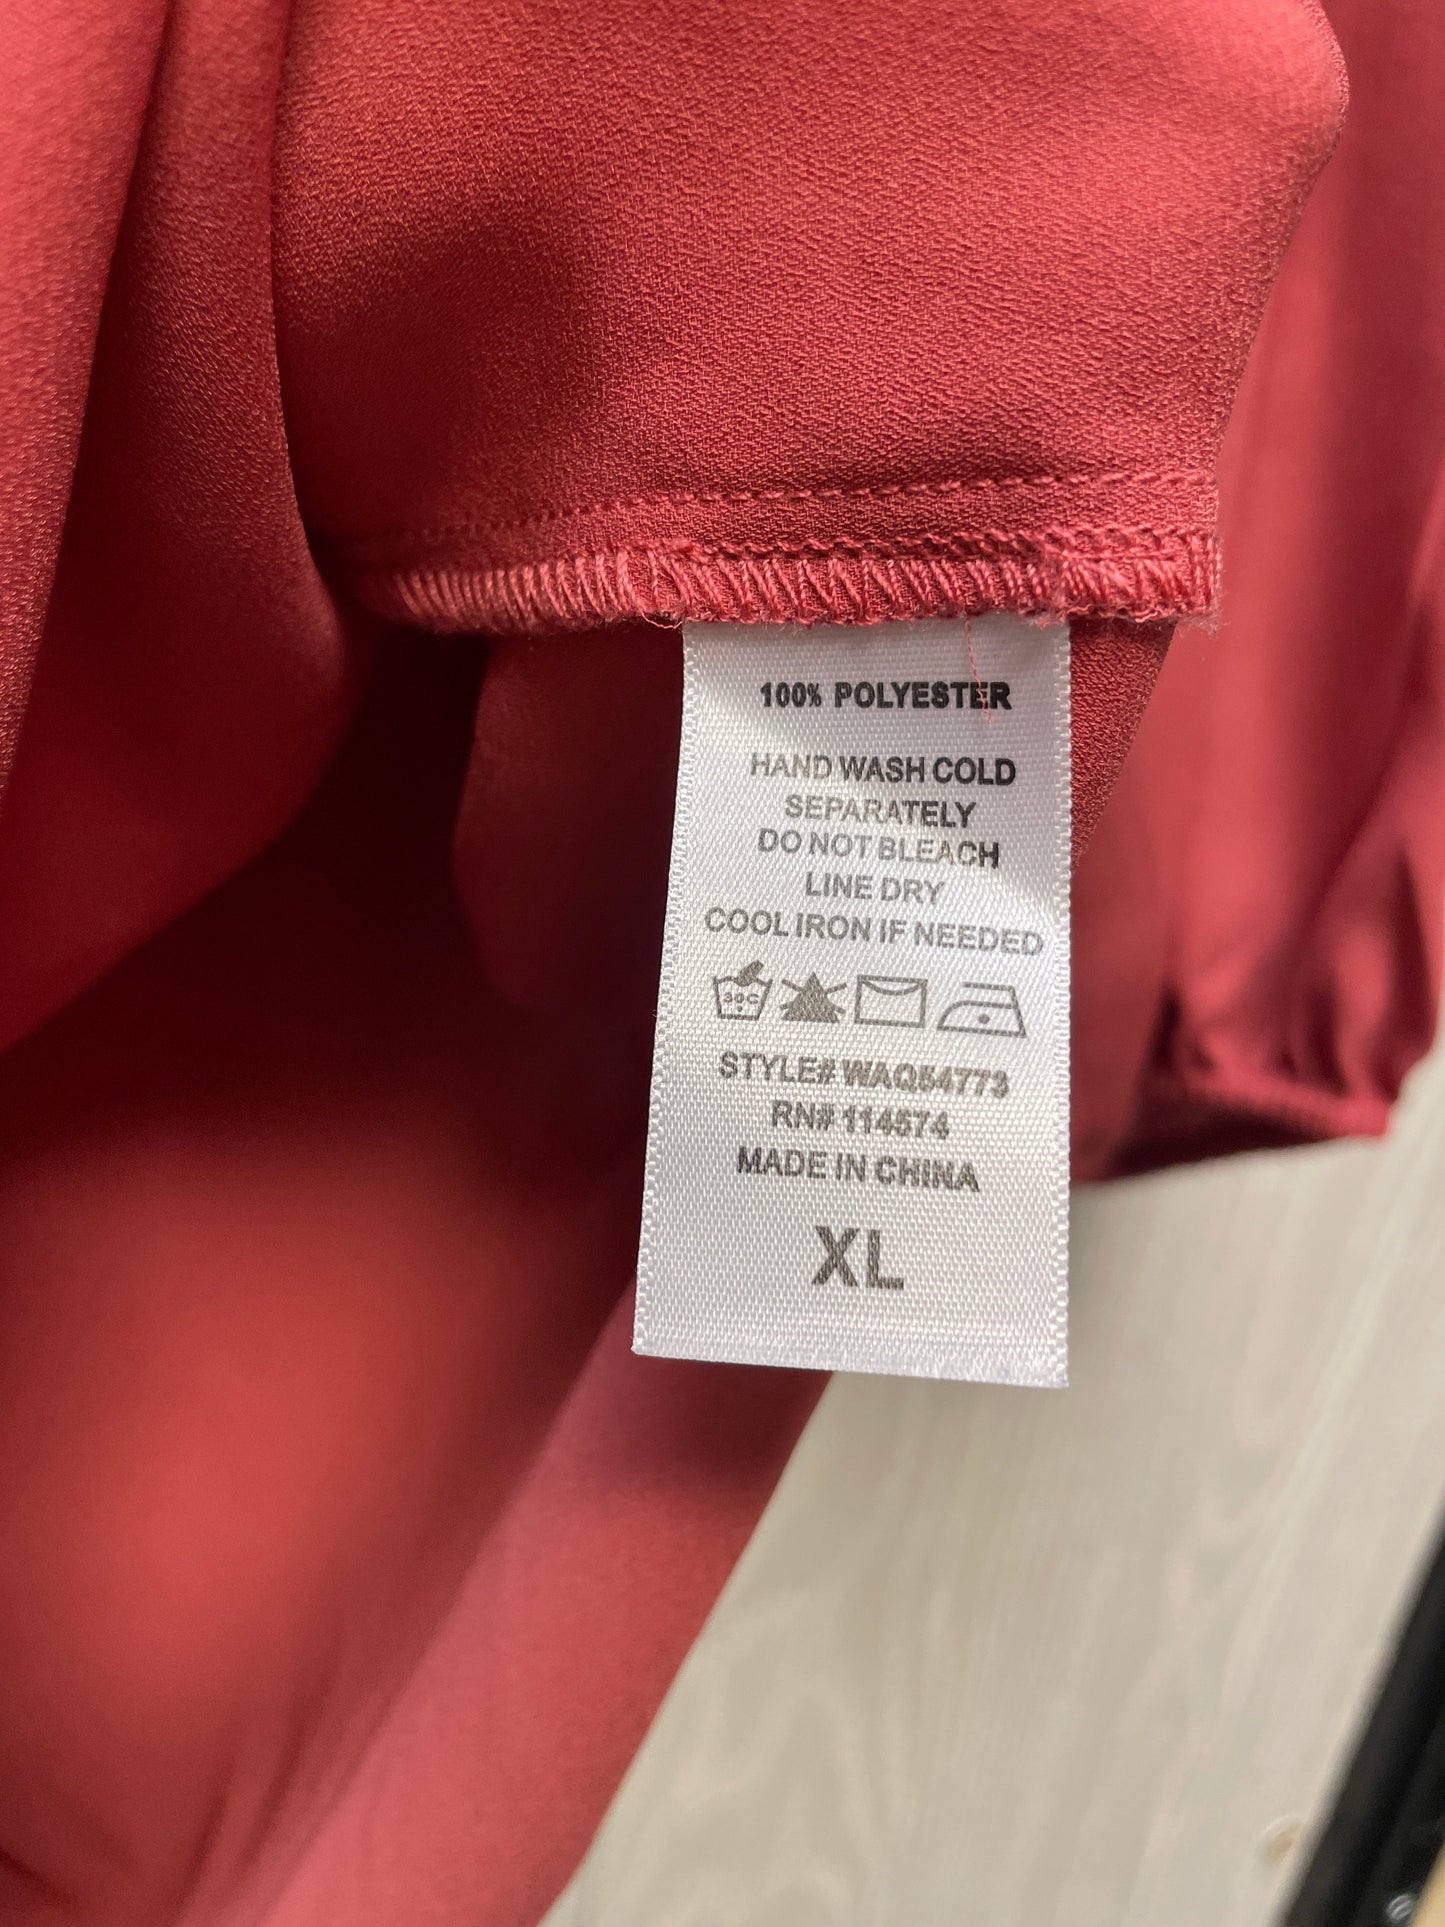 100% POLYESTER
HAND WASH COLD
SEPARATELY
DO NOT BLEACH
LINE DRY
COOL IRON IF NEEDED
30C
STYLE# WAQ54773
RN# 114574
MADE IN CHINA
XL